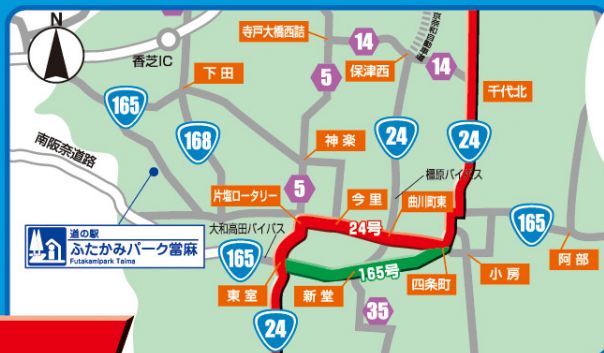 N
寺戸大橋西詰
14
京奈和自動車道
香芝IC
5
保津西
14
下田
千代北
165
168
24
24
神楽
南阪奈道路
5
橿原バイパス
片塩ロータリー
今里
曲川町東
大和高田バイパス
24号
165
道の駅
ふたかみパーク當麻
Futakamipark Taima
165
165号
東室
新堂
四条町
小房
阿部
24
35